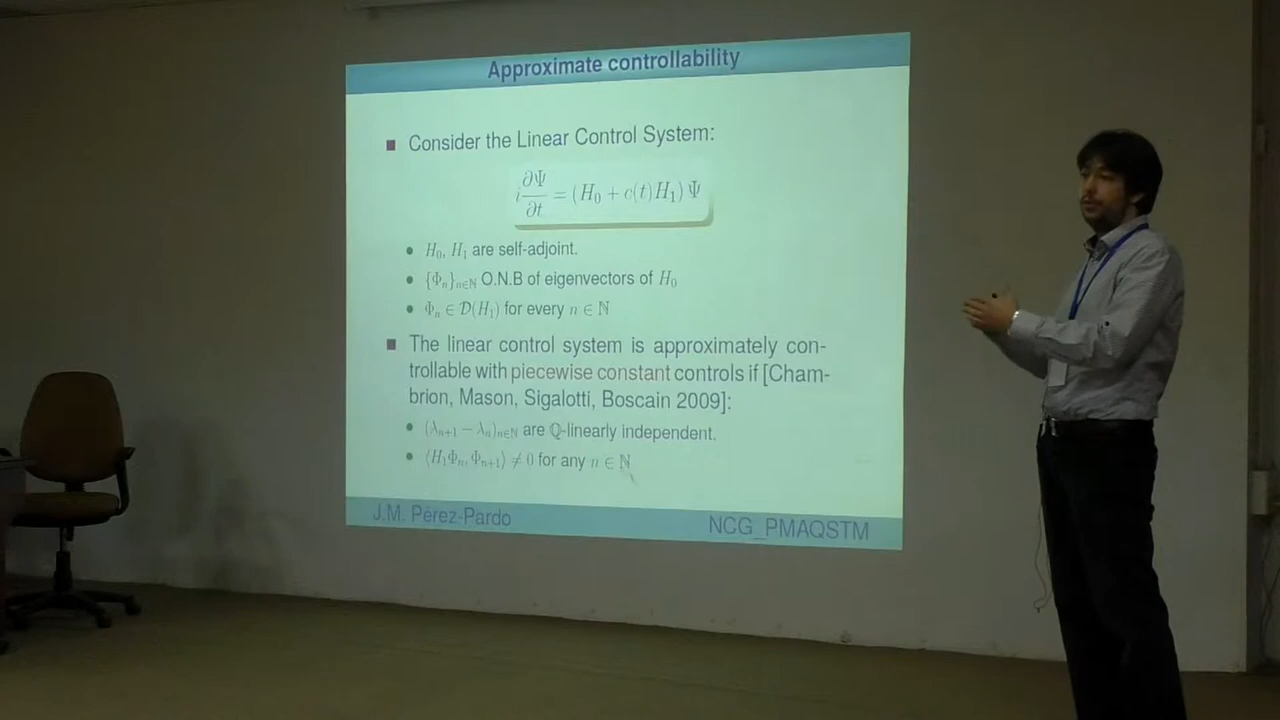 Approximate controllability
Consider the Linear Control System:
i ∂Ψ/∂t = (H₀ + c(t)H₁) Ψ
H₀, H₁ are self-adjoint.
{Φₙ}ₙ∈ℕ O.N.B of eigenvectors of H₀
Φₙ ∈ 𝒟(H₁) for every n ∈ ℕ
The linear control system is approximately con-
trollable with piecewise constant controls if [Cham-
brion, Mason, Sigalotti, Boscain 2009]:
(λₙ₊₁ − λₙ)ₙ∈ℕ are ℚ-linearly independent.
⟨H₁Φₙ, Φₙ₊₁⟩ ≠ 0 for any n ∈ ℕ
J.M. Pérez-Pardo
NCG_PMAQSTM